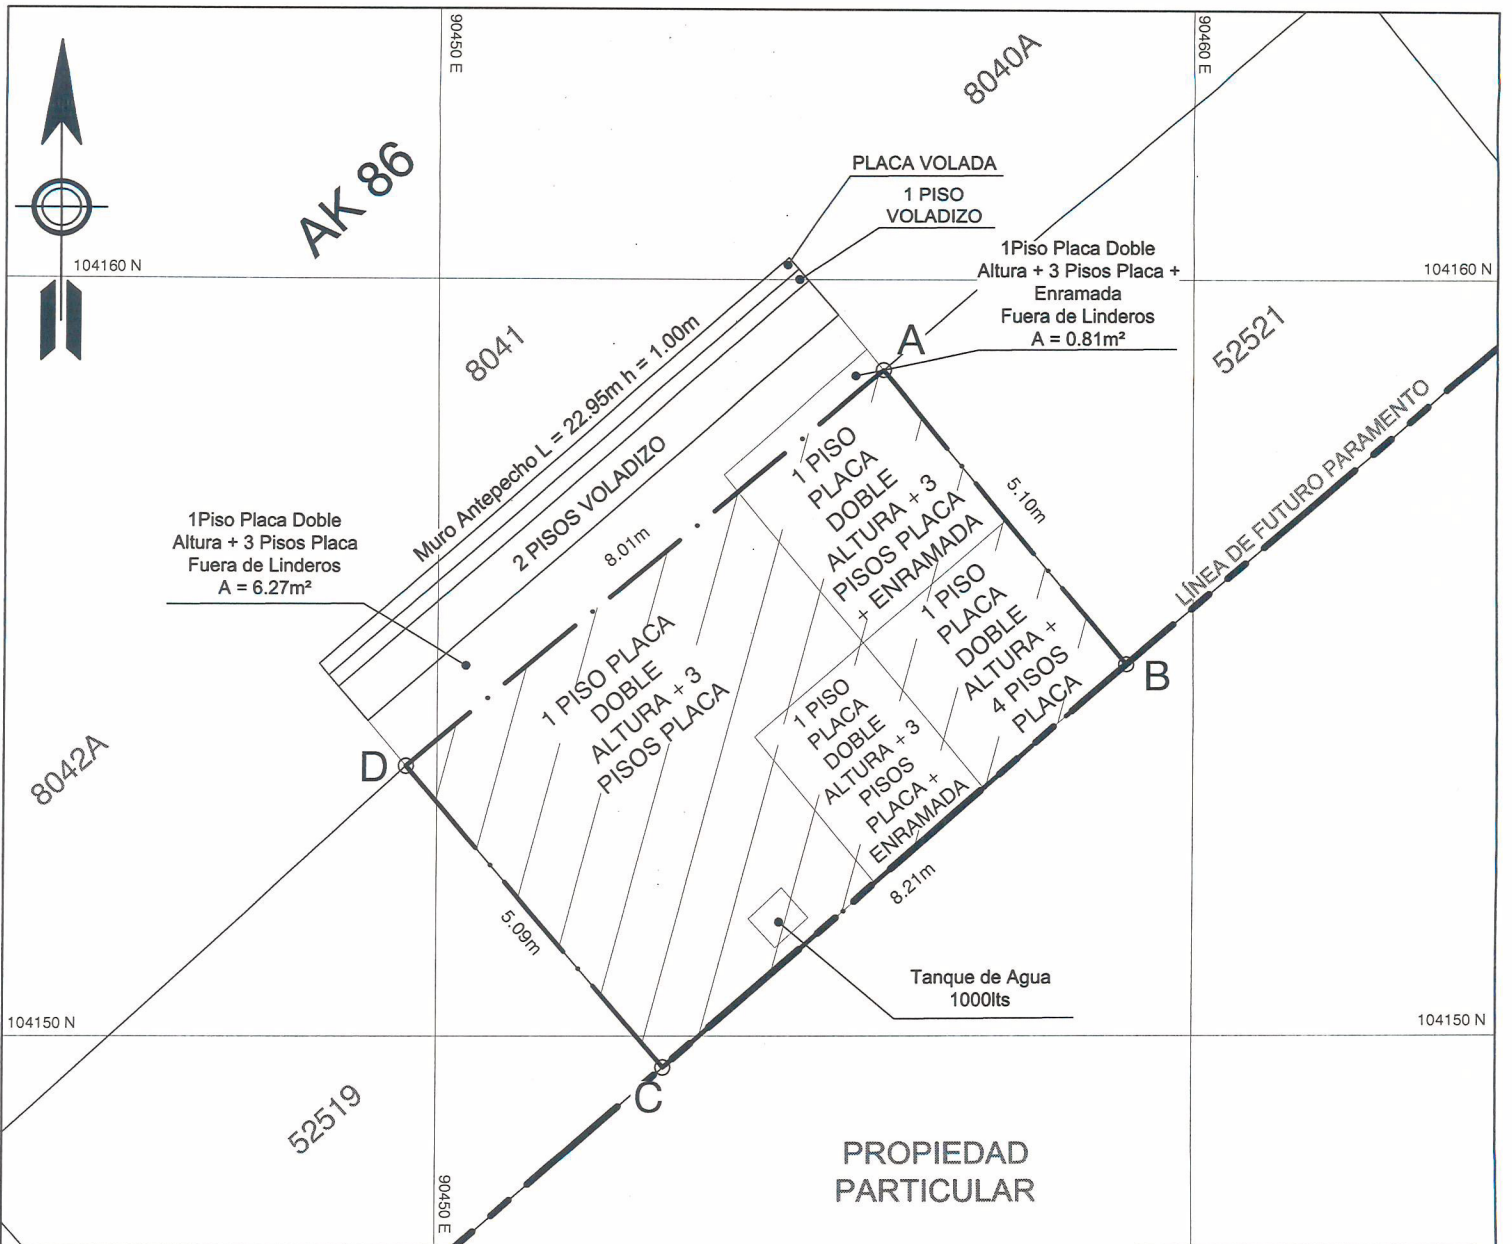 90450 E
90460 E
8040A
AK 86
PLACA VOLADA
1 PISO
VOLADIZO
1Piso Placa Doble
Altura + 3 Pisos Placa +
Enramada
Fuera de Linderos
A = 0.81m²
104160 N
104160 N
8041
A
52521
Muro Antepecho L = 22.95m h = 1.00m
2 PISOS VOLADIZO
8.01m
1 PISO
PLACA
DOBLE
ALTURA + 3
PISOS PLACA
+ ENRAMADA
5.10m
LÍNEA DE FUTURO PARAMENTO
1Piso Placa Doble
Altura + 3 Pisos Placa
Fuera de Linderos
A = 6.27m²
1 PISO PLACA
DOBLE
ALTURA + 3
PISOS PLACA
1 PISO
PLACA
DOBLE
ALTURA +
4 PISOS
PLACA
B
1 PISO
PLACA
DOBLE
ALTURA + 3
PISOS
PLACA +
ENRAMADA
D
8042A
8.21m
5.09m
Tanque de Agua
1000lts
104150 N
104150 N
C
52519
PROPIEDAD
PARTICULAR
90450 E